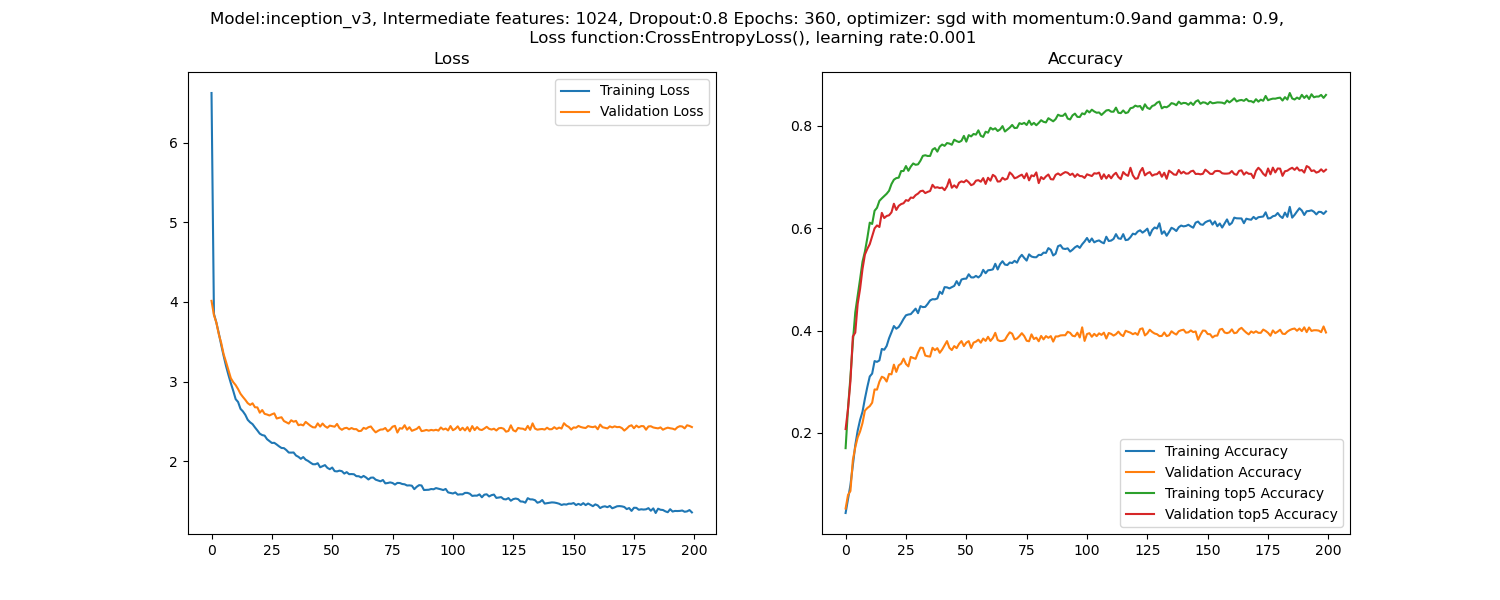 Model:inception_v3, Intermediate features: 1024, Dropout:0.8 Epochs: 360, optimizer: sgd with momentum:0.9and gamma: 0.9,
Loss function:CrossEntropyLoss(), learning rate:0.001
Loss
Training Loss
Validation Loss
6
5
4
3
2
0 25 50 75 100 125 150 175 200
Accuracy
0.8
0.6
0.4
0.2
Training Accuracy
Validation Accuracy
Training top5 Accuracy
Validation top5 Accuracy
0 25 50 75 100 125 150 175 200